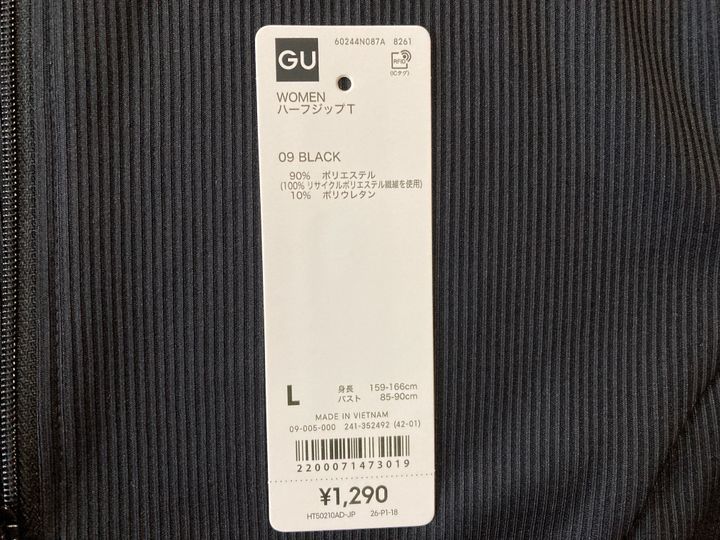 GU
60244N087A 8261
RFID
(ICタグ)
WOMEN
ハーフジップT
09 BLACK
90% ポリエステル
(100% リサイクルポリエステル繊維を使用)
10% ポリウレタン
L
身長 159-166cm
バスト 85-90cm
MADE IN VIETNAM
09-005-000 241-352492 (42-01)
2200071473019
¥1,290
HT50210AD-JP 26-P1-18